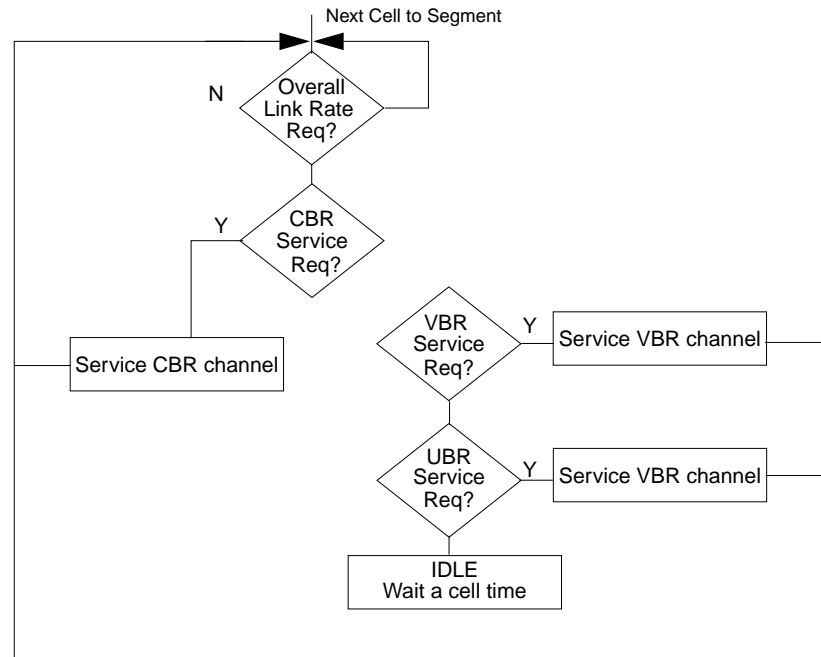 Next Cell to Segment
N
Overall
Link Rate
Req?
Y
CBR
Service
Req?
Service CBR channel
VBR
Service
Req?
Y
Service VBR channel
UBR
Service
Req?
Y
Service VBR channel
IDLE
Wait a cell time